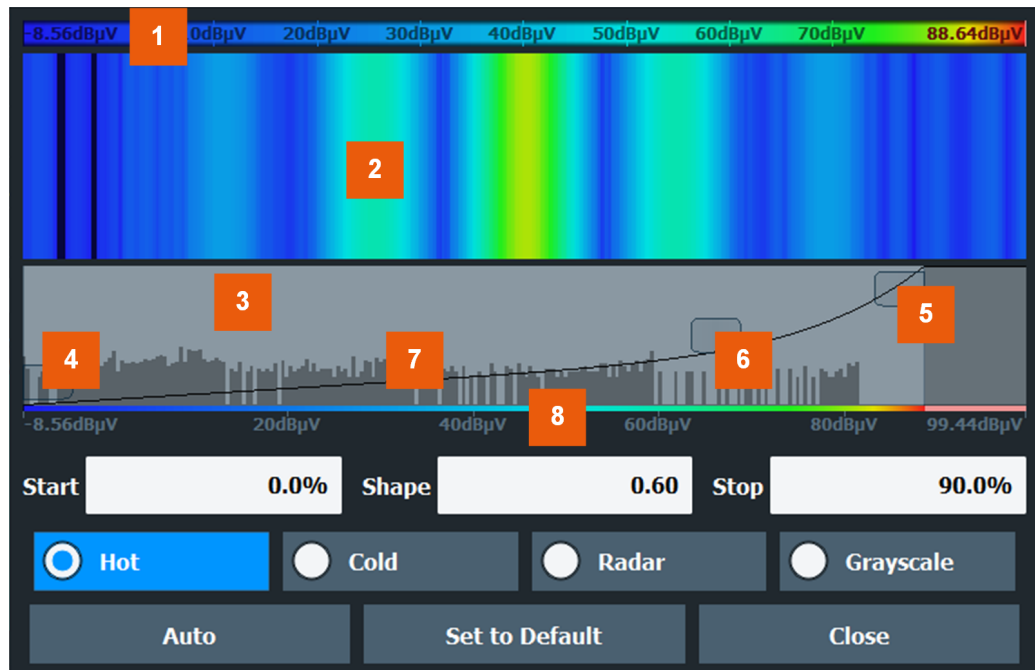 -8.56dBµV 1 0dBµV 20dBµV 30dBµV 40dBµV 50dBµV 60dBµV 70dBµV 88.64dBµV
2
3
5
4 7 6
8
-8.56dBµV 20dBµV 40dBµV 60dBµV 80dBµV 99.44dBµV
Start 0.0% Shape 0.60 Stop 90.0%
Hot Cold Radar Grayscale
Auto Set to Default Close